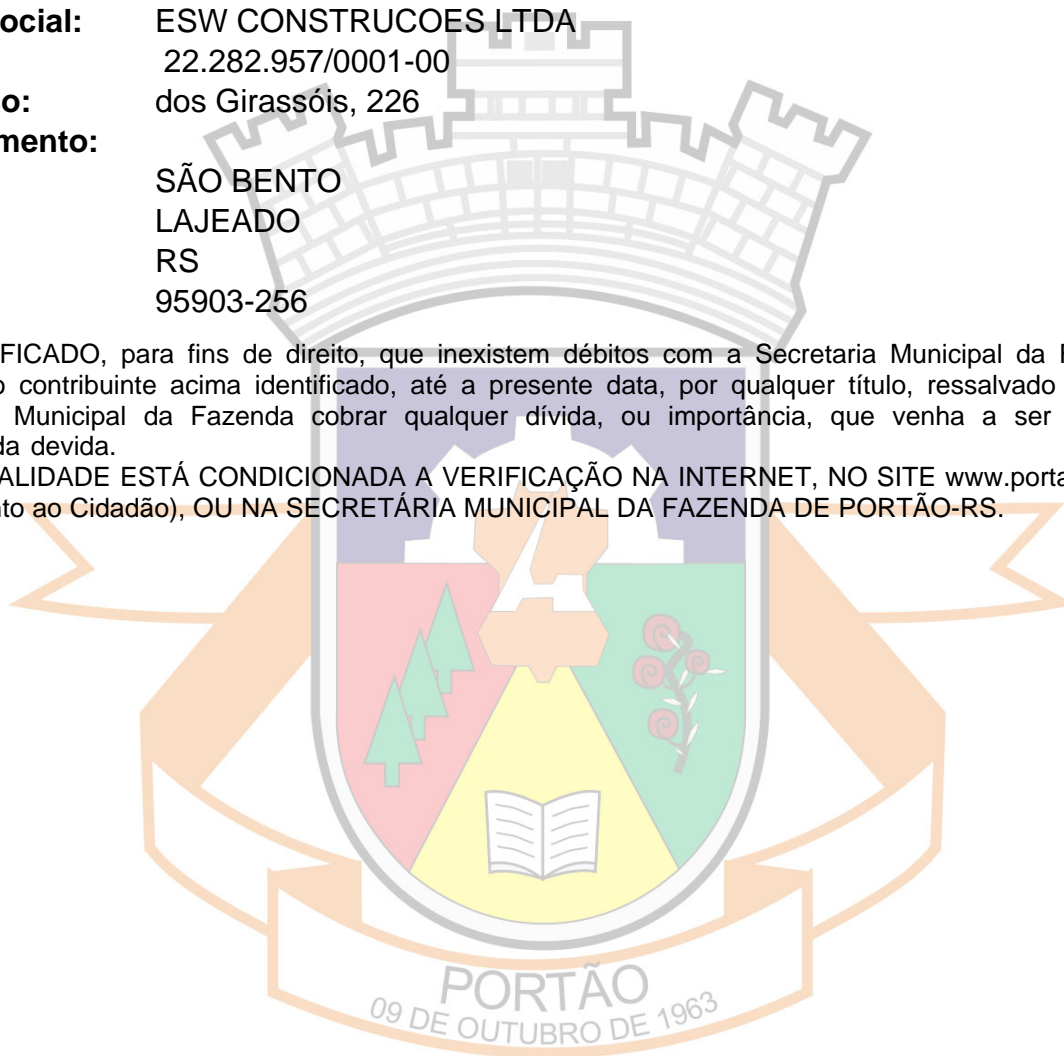 ocial: ESW CONSTRUCOES LTDA
22.282.957/0001-00
o: dos Girassóis, 226
mento:
SÃO BENTO
LAJEADO
RS
95903-256
FICADO, para fins de direito, que inexistem débitos com a Secretaria Municipal da
o contribuinte acima identificado, até a presente data, por qualquer título, ressalvado
Municipal da Fazenda cobrar qualquer dívida, ou importância, que venha a ser
da devida.
ALIDADE ESTÁ CONDICIONADA A VERIFICAÇÃO NA INTERNET, NO SITE www.porta
nto ao Cidadão), OU NA SECRETÁRIA MUNICIPAL DA FAZENDA DE PORTÃO-RS.
PORTÃO
09 DE OUTUBRO DE 1963